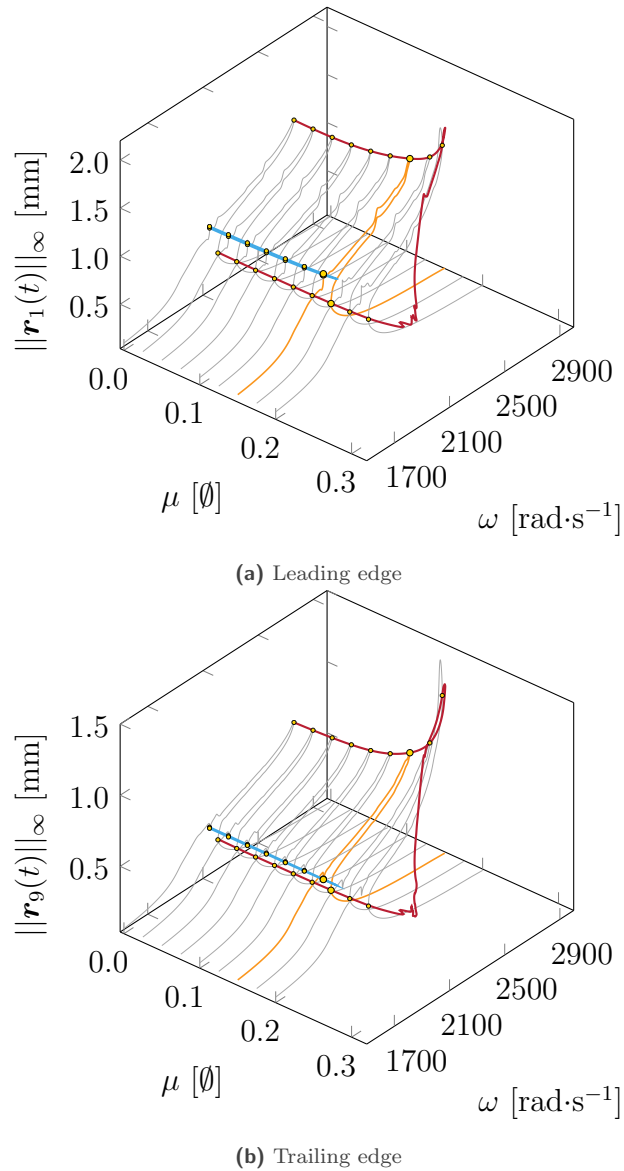 2.0
1.5
1.0
0.5
||r₁(t)||∞ [mm]
0.0
0.1
0.2
0.3
μ [∅]
1700
2100
2500
2900
ω [rad·s⁻¹]
(a) Leading edge
1.5
1.0
0.5
||r₉(t)||∞ [mm]
0.0
0.1
0.2
0.3
μ [∅]
1700
2100
2500
2900
ω [rad·s⁻¹]
(b) Trailing edge